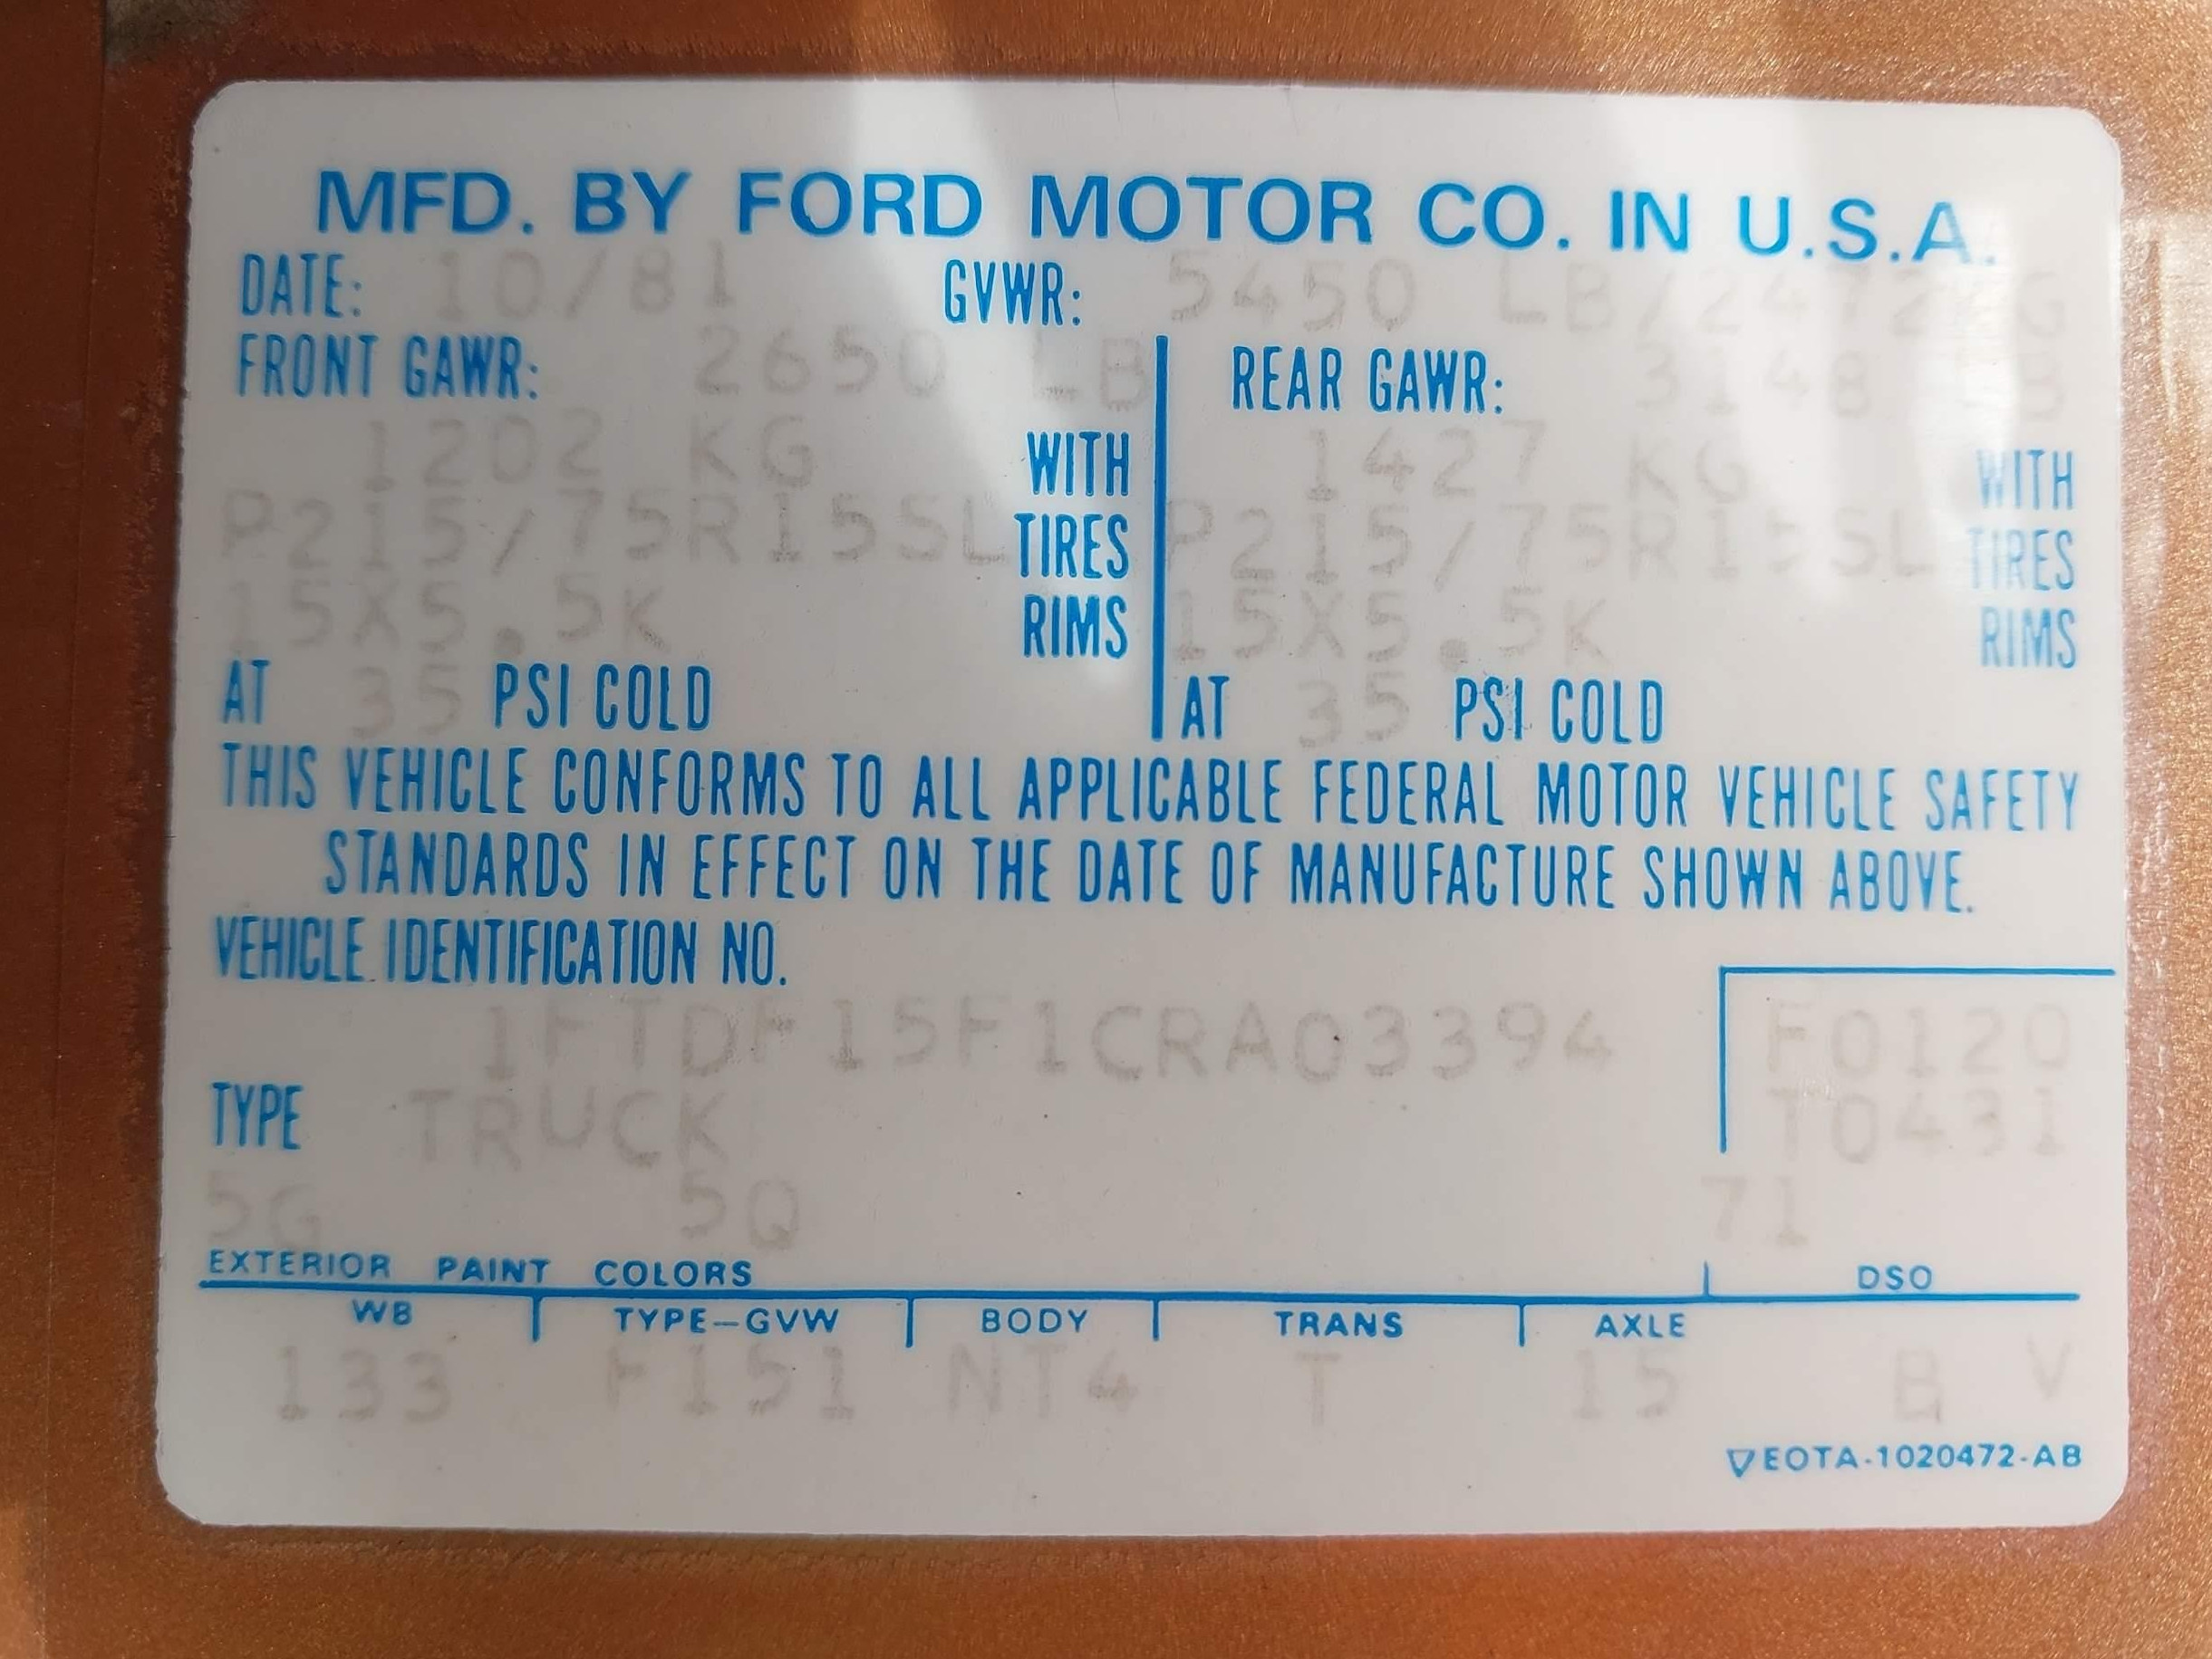 MFD. BY FORD MOTOR CO. IN U.S.A.
DATE: 10/81 GVWR: 5450 LB/2472 KG
FRONT GAWR: 2650 LB REAR GAWR: 3148 LB
1202 KG WITH 1427 KG WITH
P215/75R15SL TIRES P215/75R15SL TIRES
15X5.5K RIMS 15X5.5K RIMS
AT 35 PSI COLD AT 35 PSI COLD
THIS VEHICLE CONFORMS TO ALL APPLICABLE FEDERAL MOTOR VEHICLE SAFETY
STANDARDS IN EFFECT ON THE DATE OF MANUFACTURE SHOWN ABOVE.
VEHICLE IDENTIFICATION NO.
1FTDF15F1CRA03394 F0120
TYPE TRUCK T0431
5G 5Q 71
EXTERIOR PAINT COLORS DSO
WB TYPE-GVW BODY TRANS AXLE
133 F151 NT4 T 15 B V
▽EOTA-1020472-AB